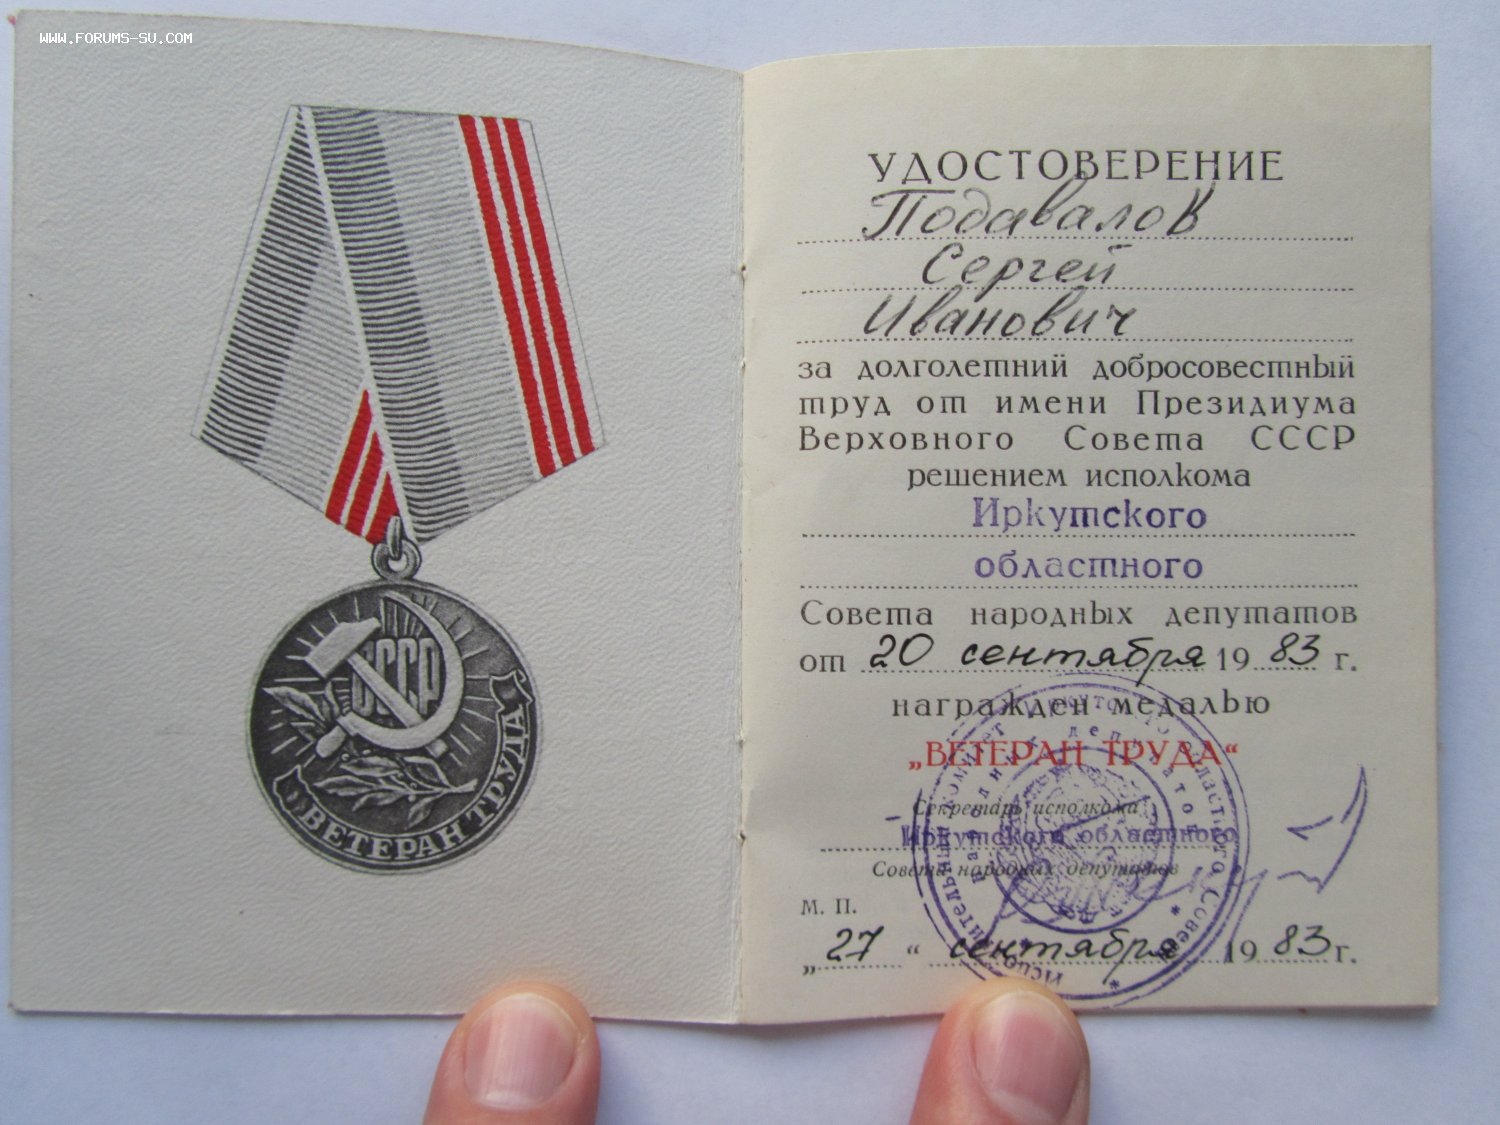 WWW.FORUMS-SU.COM
СССР
„ВЕТЕРАН ТРУДА“
УДОСТОВЕРЕНИЕ
Подавалов
Сергей
Иванович
за долголетний добросовестный
труд от имени Президиума
Верховного Совета СССР
решением исполкома
Иркутского
областного
Совета народных депутатов
от 20 сентября 1983 г.
награжден медалью
„ВЕТЕРАН ТРУДА“
Секретарь исполкома
Иркутского областного
Совета народных депутатов
М. П.
„27“ сентября 1983 г.